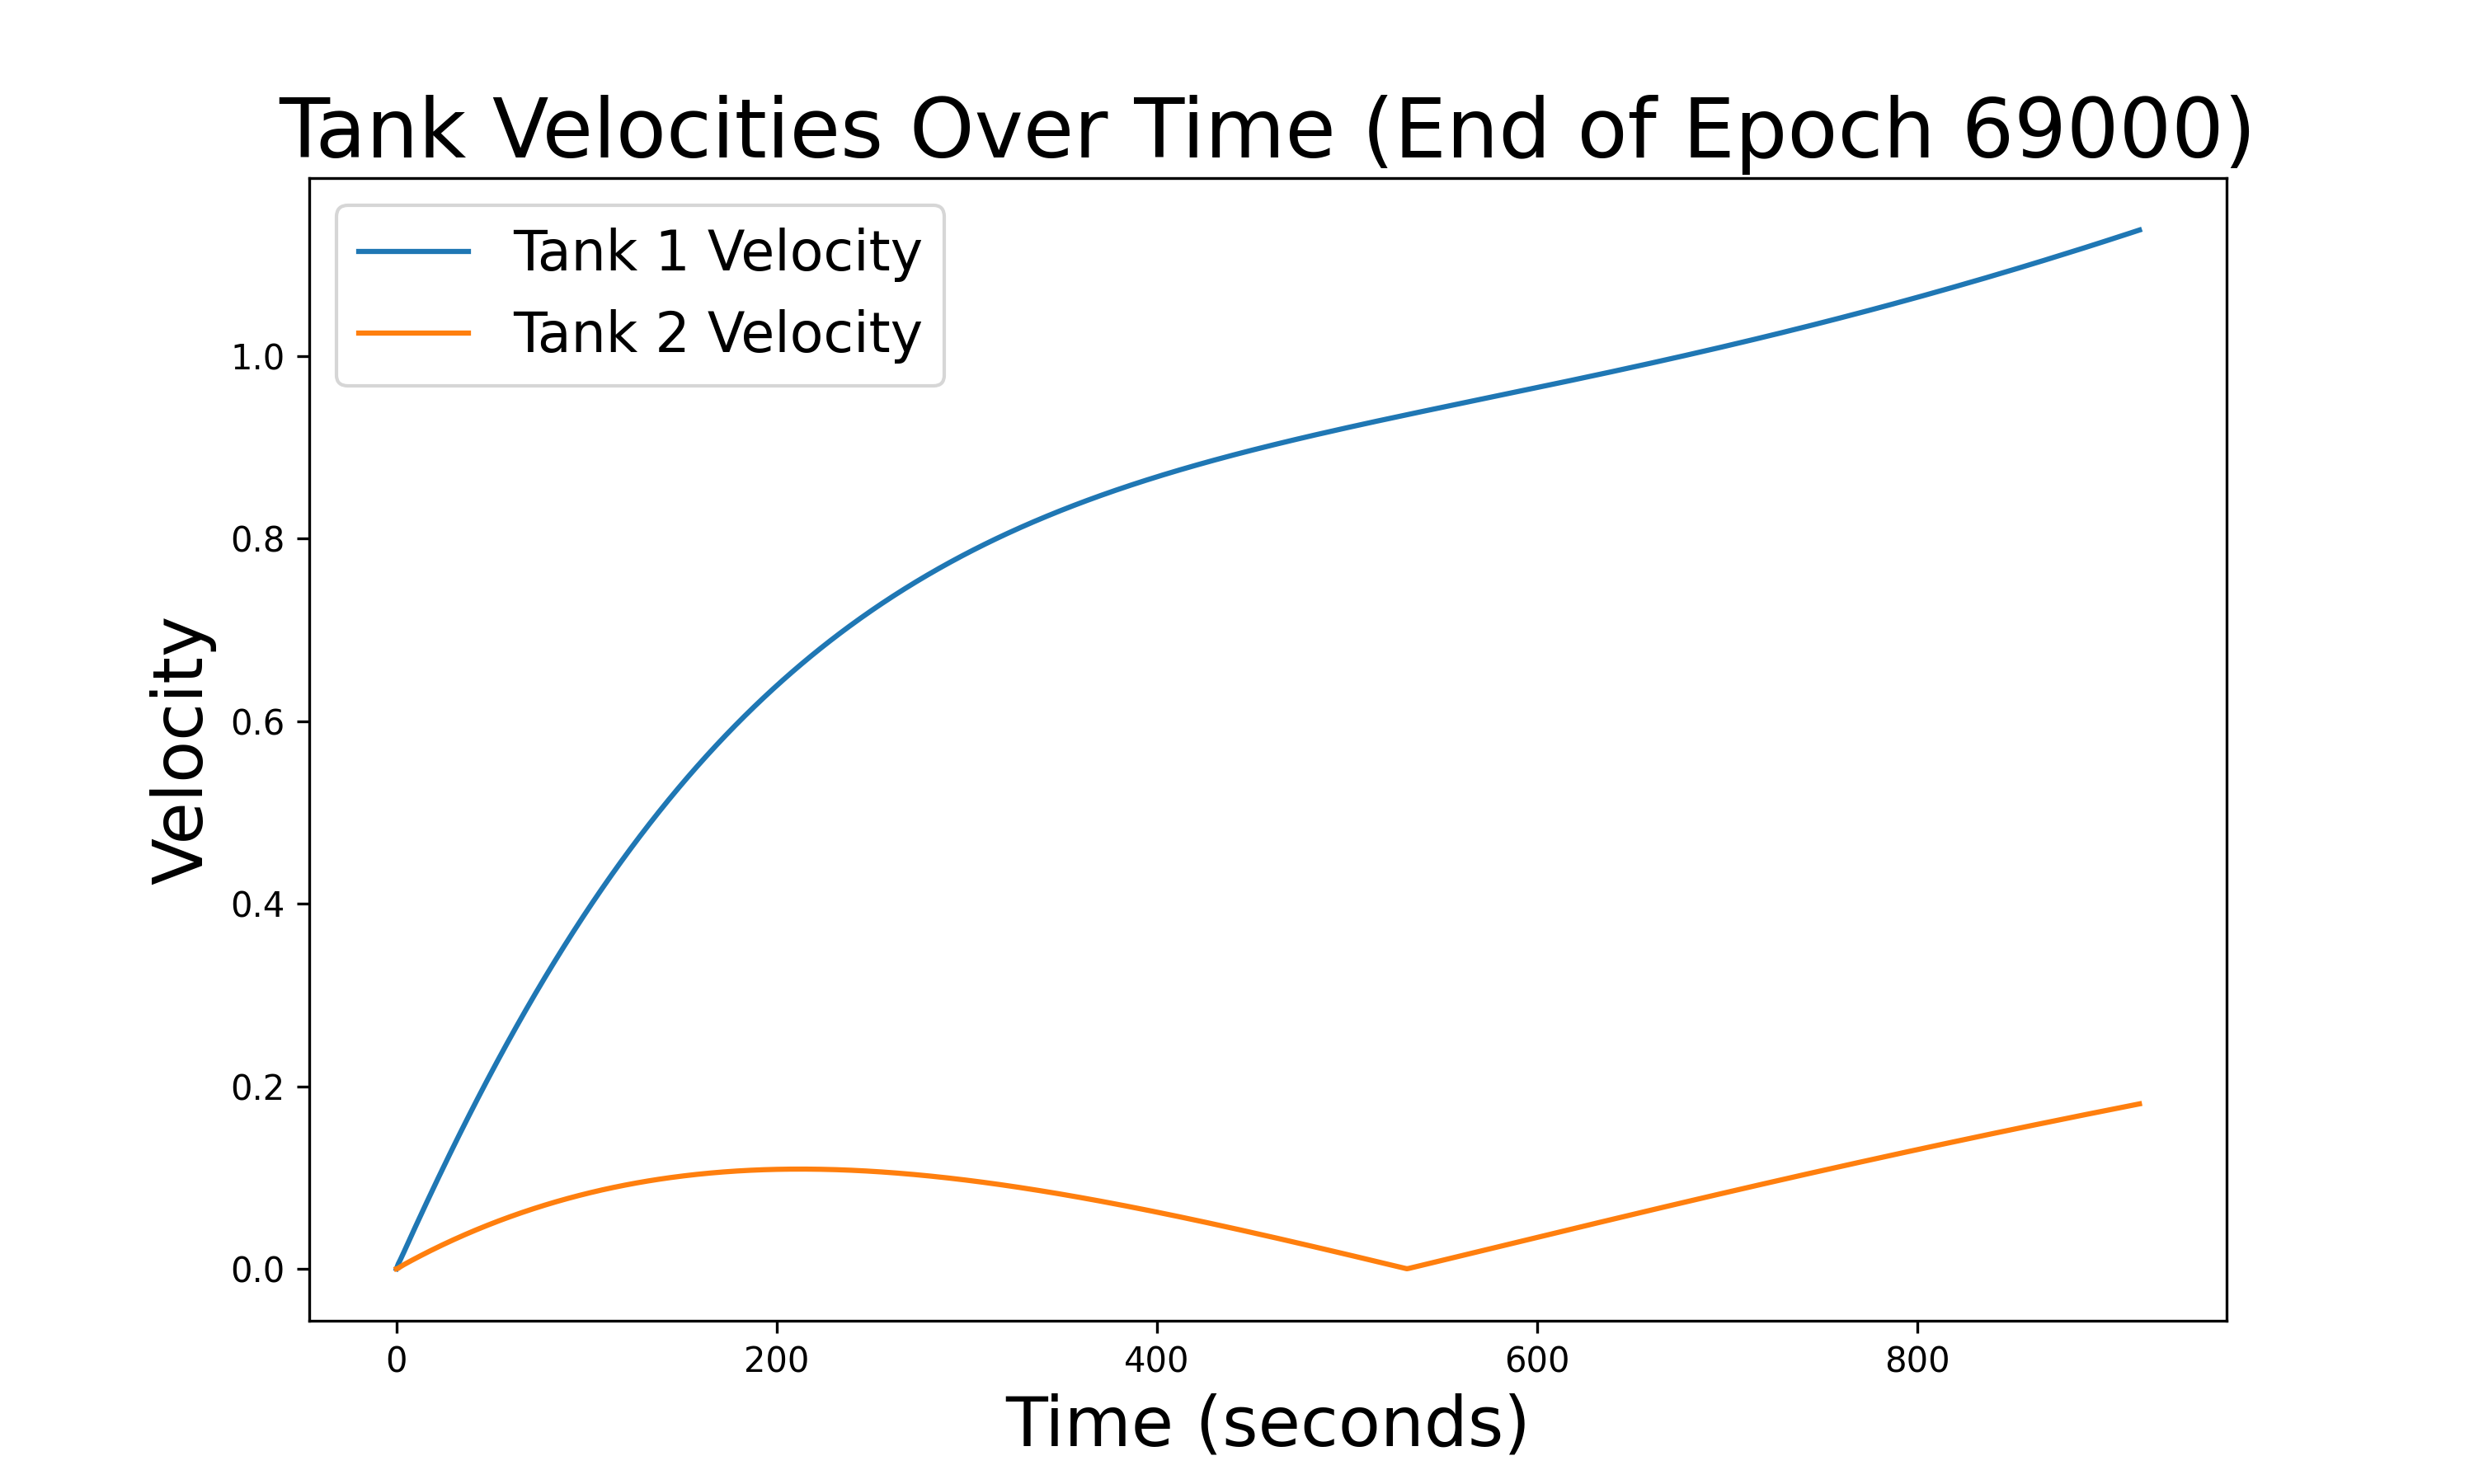 Tank Velocities Over Time (End of Epoch 69000)
Tank 1 Velocity
Tank 2 Velocity
Velocity
1.0
0.8
0.6
0.4
0.2
0.0
0 200 400 600 800
Time (seconds)